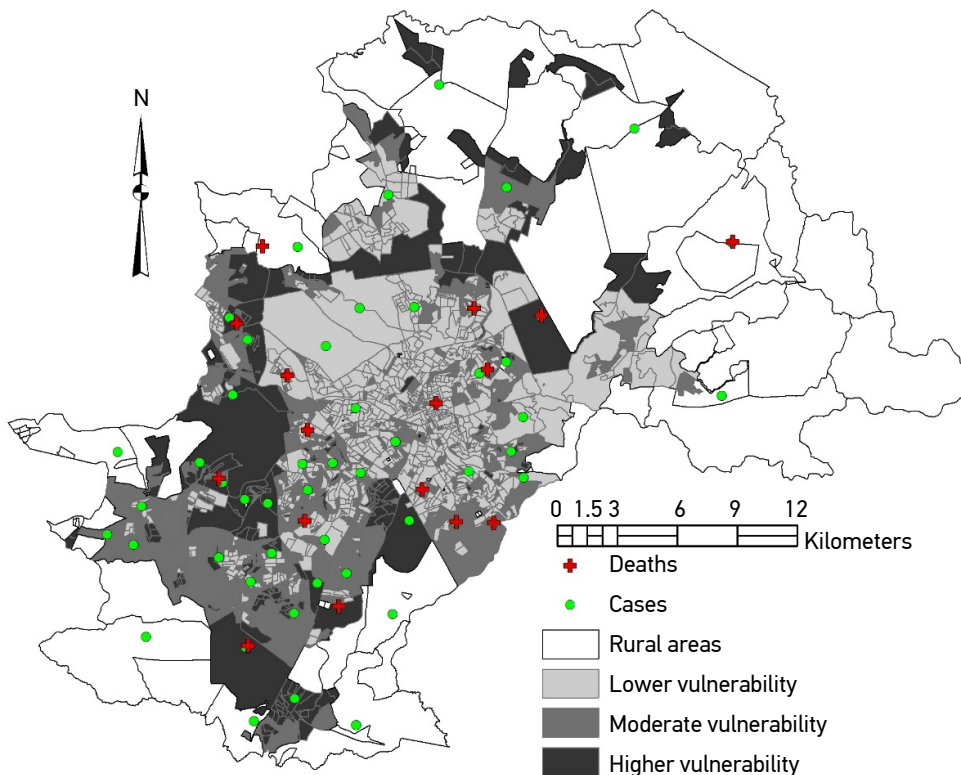 N
0 1.5 3 6 9 12
Kilometers
Deaths
Cases
Rural areas
Lower vulnerability
Moderate vulnerability
Higher vulnerability